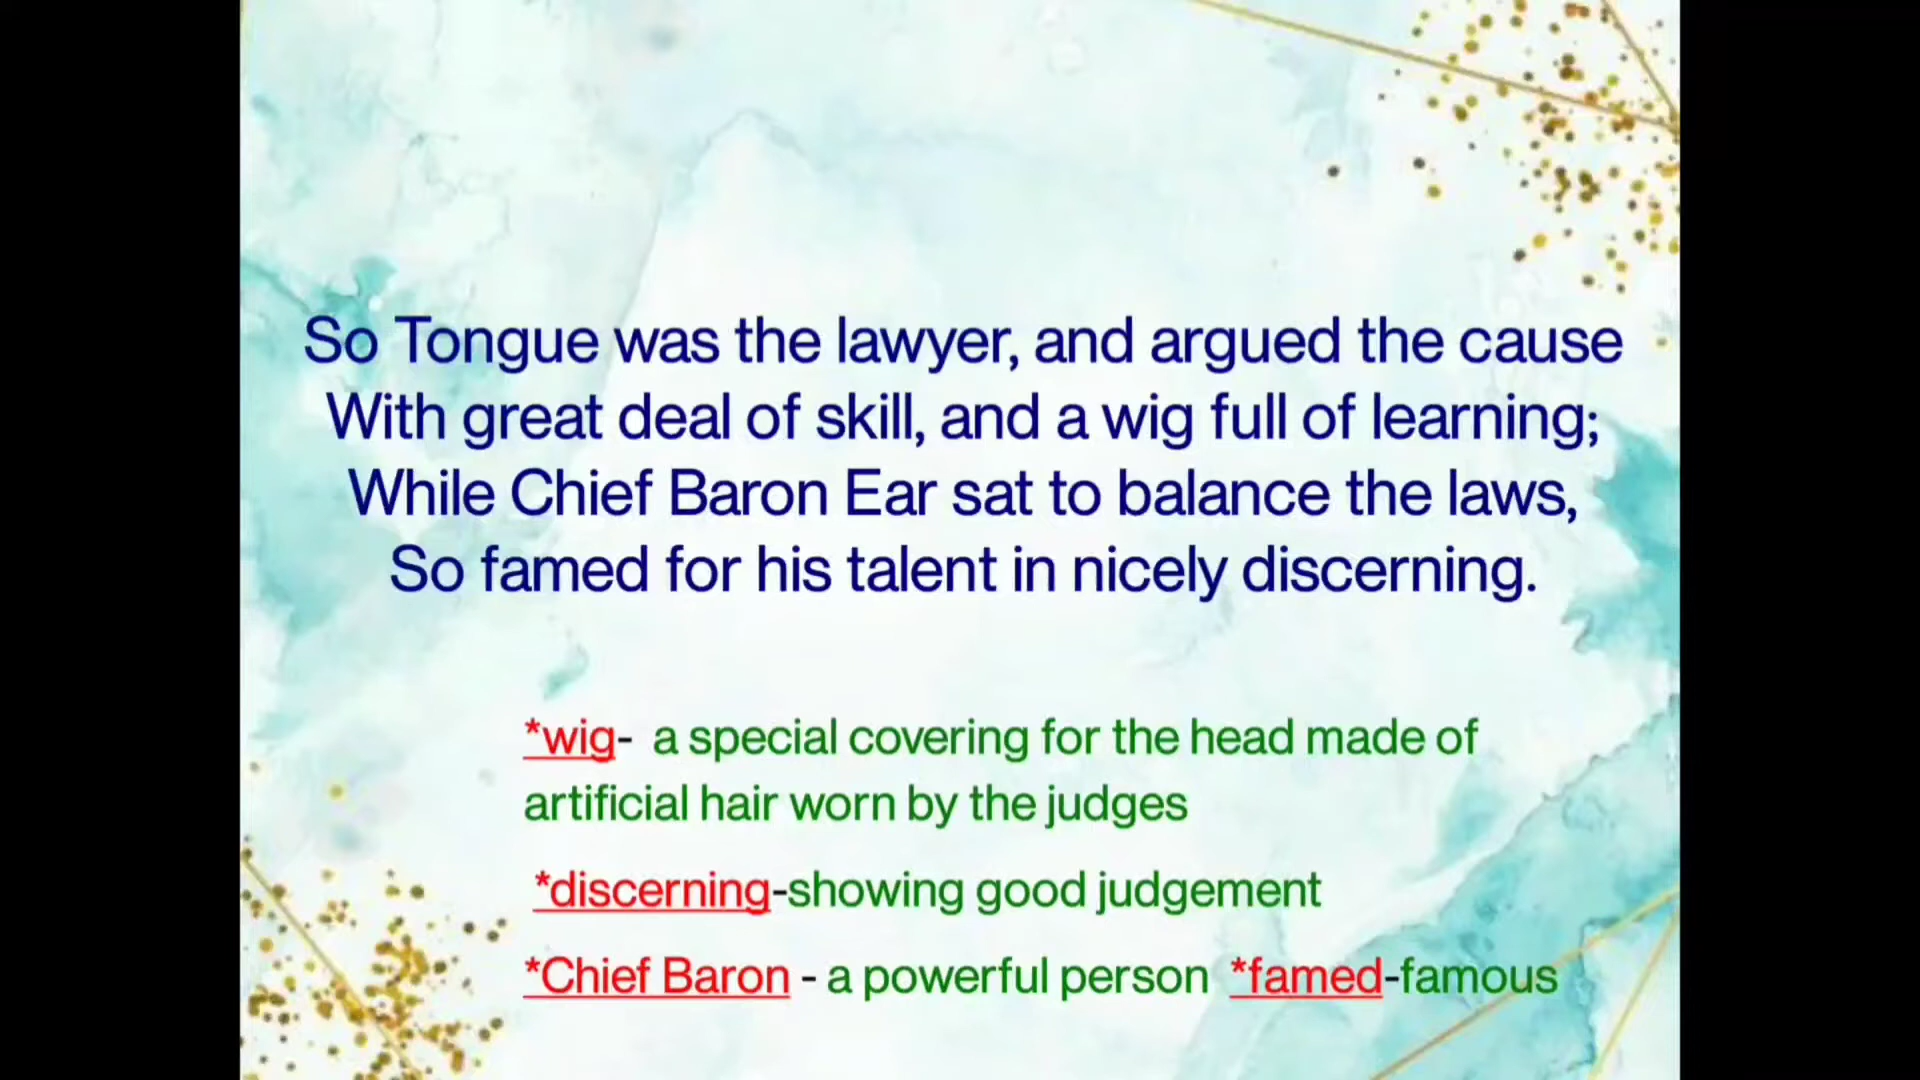 So Tongue was the lawyer, and argued the cause
With great deal of skill, and a wig full of learning;
While Chief Baron Ear sat to balance the laws,
So famed for his talent in nicely discerning.
*wig-  a special covering for the head made of
artificial hair worn by the judges
*discerning-showing good judgement
*Chief Baron - a powerful person  *famed-famous